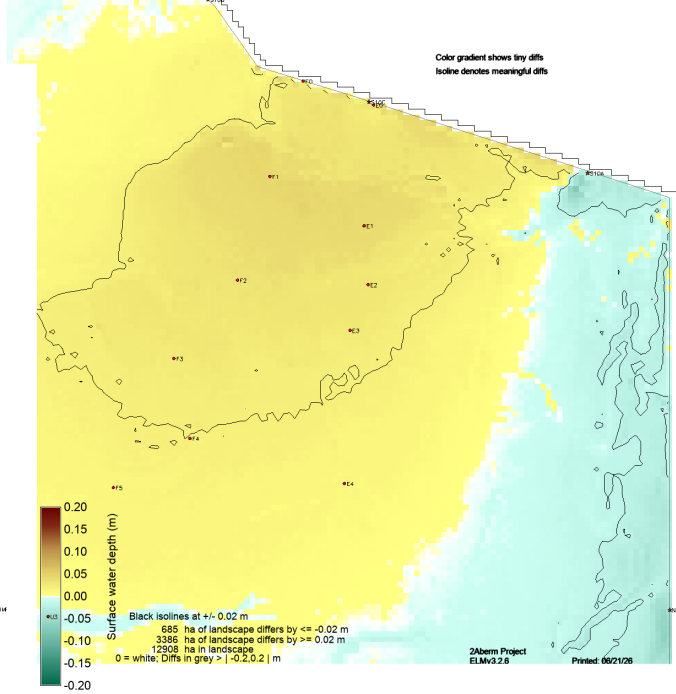 S10D
Color gradient shows tiny diffs
Isoline denotes meaningful diffs
F0
S10C
E0
S10A
F1
E1
F2
E2
E3
F3
F4
E4
F5
0.20
0.15
0.10
0.05
0.00
-0.05
-0.10
-0.15
-0.20
Surface water depth (m)
U3
Black isolines at +/- 0.02 m
685 ha of landscape differs by <= -0.02 m
3386 ha of landscape differs by >= 0.02 m
12908 ha in landscape
0 = white; Diffs in grey > | -0.2,0.2 | m
2Aberm Project
ELMv3.2.6
Printed: 06/21/26